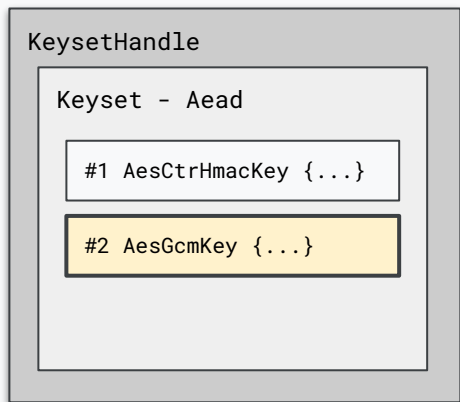 KeysetHandle
Keyset - Aead
#1 AesCtrHmacKey {...}
#2 AesGcmKey {...}